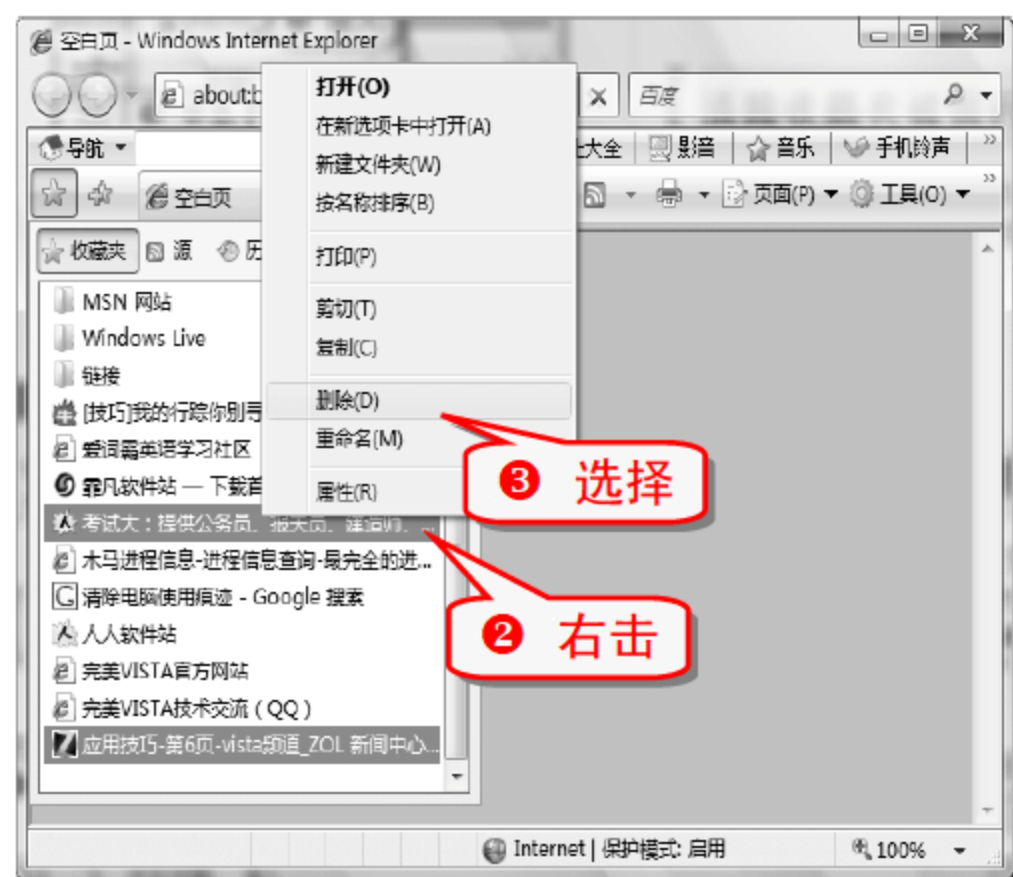 空白页 - Windows Internet Explorer
about:b
百度
导航
大全
影音
音乐
手机铃声
空白页
页面(P)
工具(O)
收藏夹
源
历
打开(O)
在新选项卡中打开(A)
新建文件夹(W)
按名称排序(B)
打印(P)
剪切(T)
复制(C)
删除(D)
重命名(M)
属性(R)
MSN 网站
Windows Live
链接
[技巧]我的行踪你别寻
爱词霸英语学习社区
霏凡软件站 — 下载首
考试大：提供公务员、报关员、建造师、...
木马进程信息-进程信息查询-最完全的进...
清除电脑使用痕迹 - Google 搜索
人人软件站
完美VISTA官方网站
完美VISTA技术交流（QQ）
应用技巧-第6页-vista频道_ZOL 新闻中心...
❸ 选择
❷ 右击
Internet | 保护模式: 启用
100%